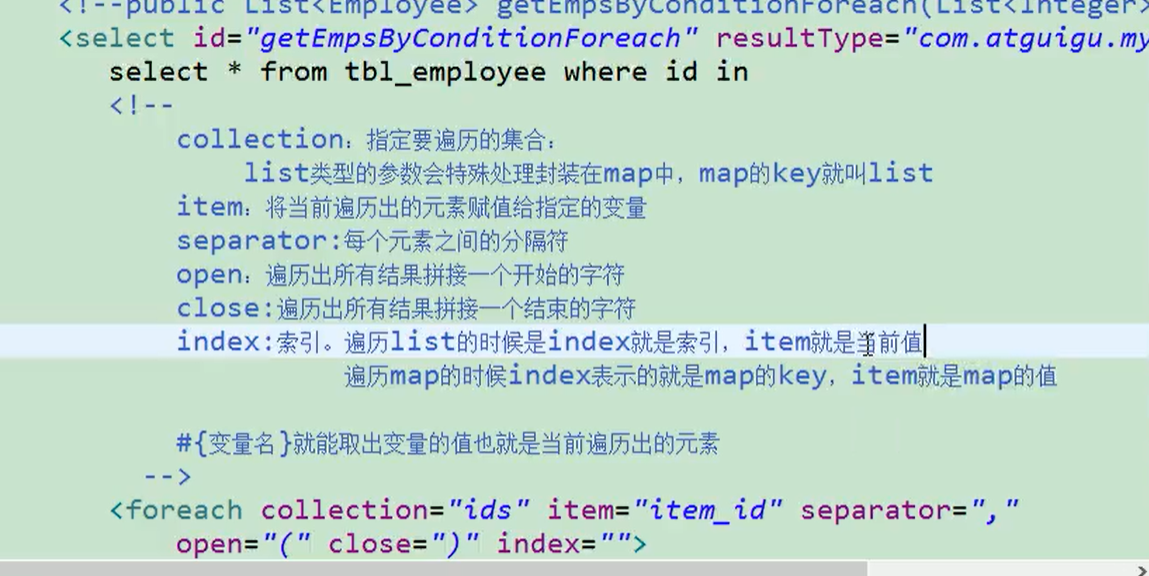 <!--public List<Employee> getEmpsByConditionForeach(List<Integer>
<select id="getEmpsByConditionForeach" resultType="com.atguigu.my
select * from tbl_employee where id in
<!--
collection：指定要遍历的集合：
list类型的参数会特殊处理封装在map中，map的key就叫list
item：将当前遍历出的元素赋值给指定的变量
separator:每个元素之间的分隔符
open：遍历出所有结果拼接一个开始的字符
close:遍历出所有结果拼接一个结束的字符
index:索引。遍历list的时候是index就是索引，item就是当前值
遍历map的时候index表示的就是map的key，item就是map的值
#{变量名}就能取出变量的值也就是当前遍历出的元素
-->
<foreach collection="ids" item="item_id" separator=","
open="(" close=")" index="">